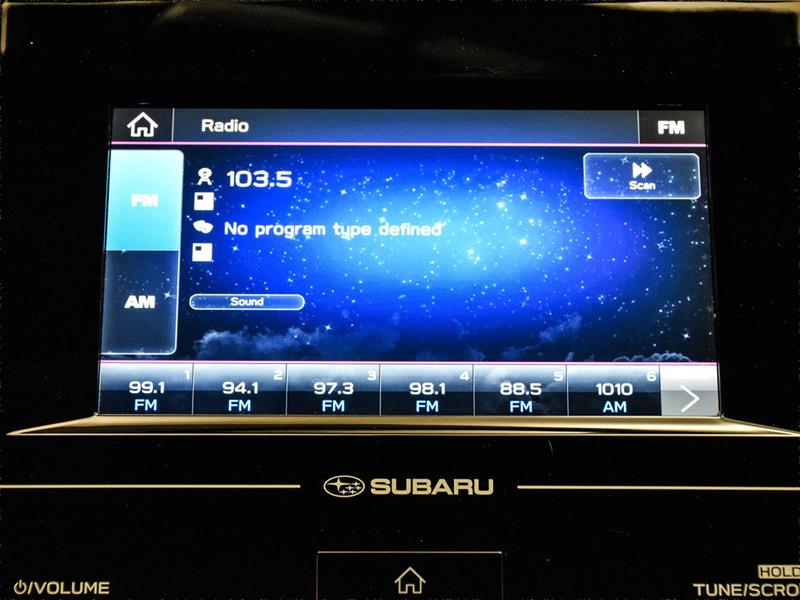 Radio
FM
FM
103.5
Scan
No program type defined
AM
Sound
99.1 1
FM
94.1 2
FM
97.3 3
FM
98.1 4
FM
88.5 5
FM
1010 6
AM
SUBARU
/VOLUME
HOLD
TUNE/SCRO